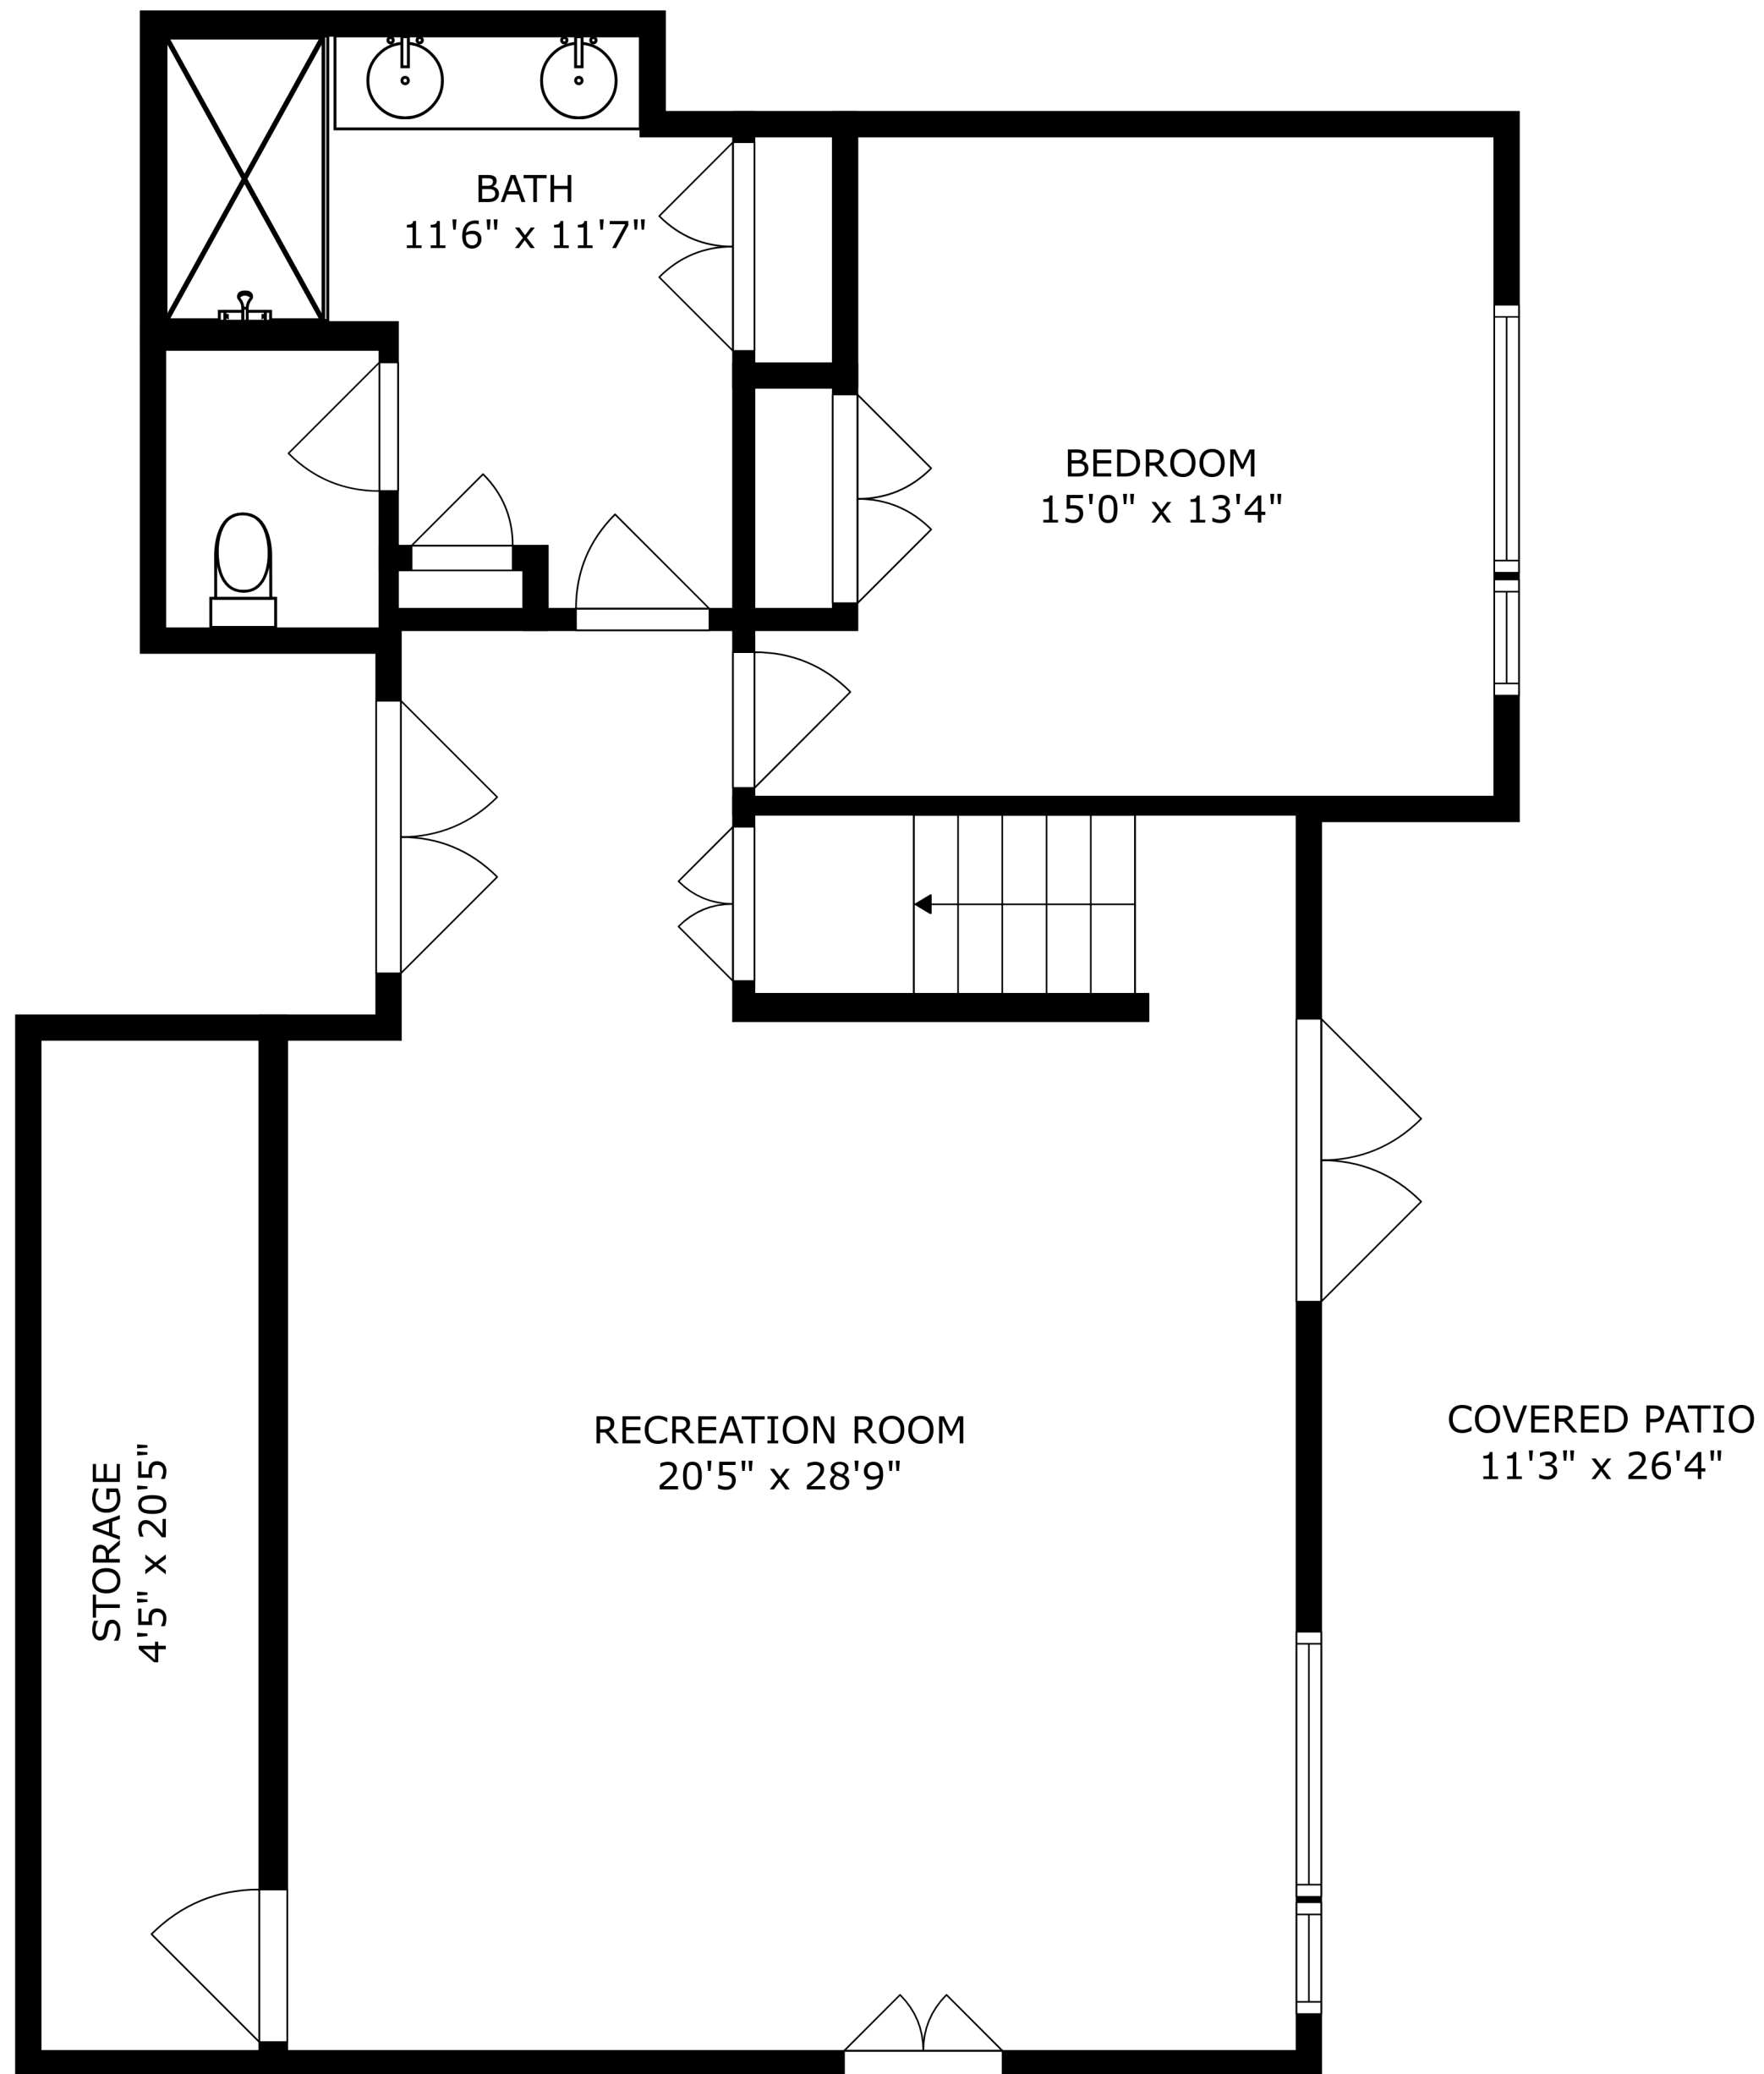 BATH
11'6" x 11'7"
BEDROOM
15'0" x 13'4"
RECREATION ROOM
20'5" x 28'9"
COVERED PATIO
11'3" x 26'4"
STORAGE
4'5" x 20'5"